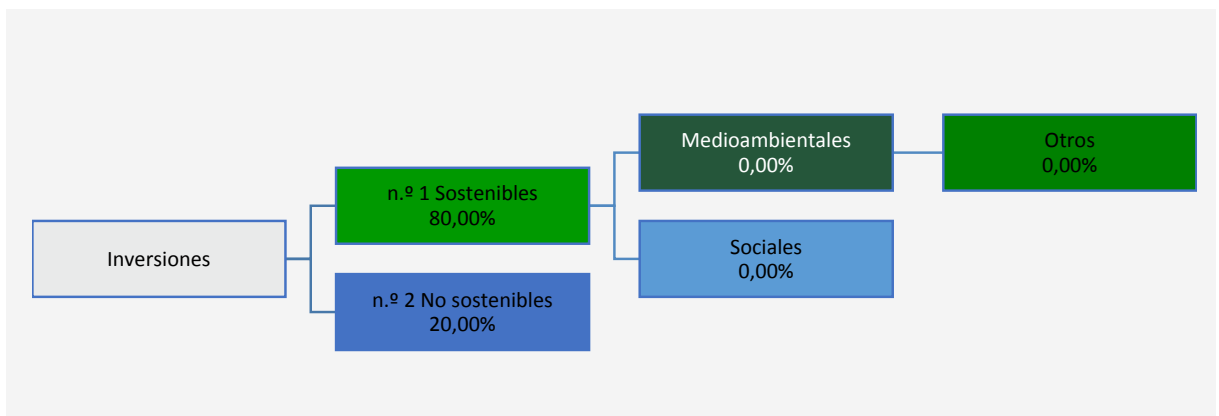 Inversiones
n.º 1 Sostenibles
80,00%
n.º 2 No sostenibles
20,00%
Medioambientales
0,00%
Sociales
0,00%
Otros
0,00%